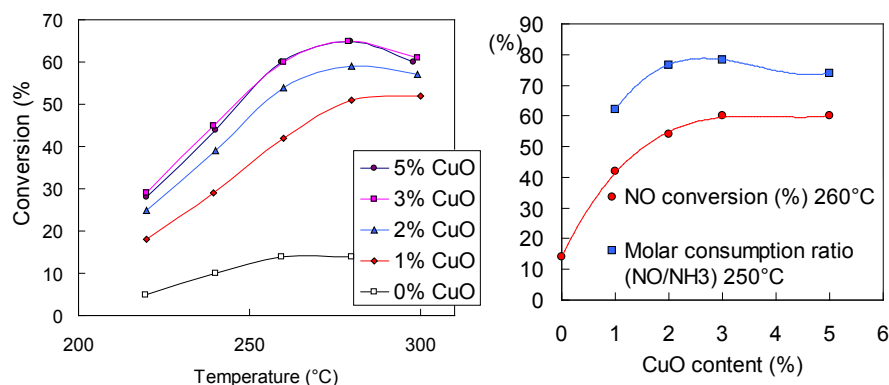 70
60
50
40
30
20
10
0
200
250
300
Conversion (%
Temperature (°C)
5% CuO
3% CuO
2% CuO
1% CuO
0% CuO
(%)
90
80
70
60
50
40
30
20
10
0
0 1 2 3 4 5 6
NO conversion (%) 260°C
Molar consumption ratio
(NO/NH3) 250°C
CuO content (%)